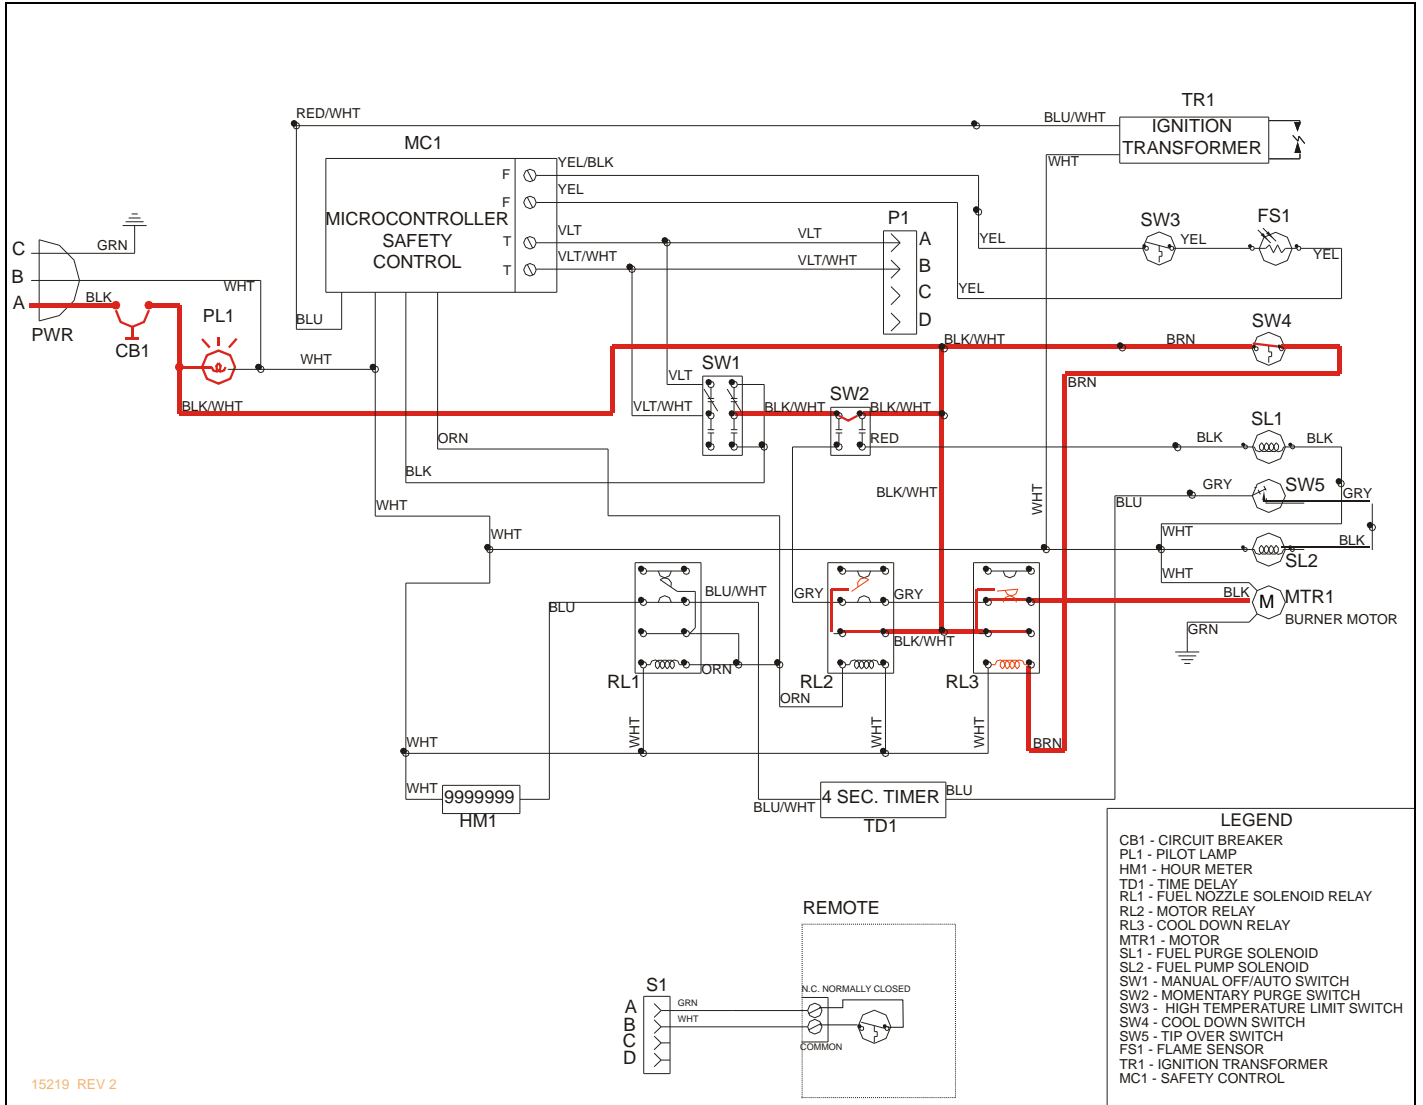 TR1
RED/WHT
BLU/WHT
IGNITION
TRANSFORMER
MC1
WHT
YEL/BLK
F
YEL
F
MICROCONTROLLER
SAFETY
CONTROL
P1
SW3
FS1
VLT
VLT
A
T
YEL
YEL
YEL
C
GRN
VLT/WHT
VLT/WHT
B
T
B
WHT
C
YEL
A
BLK
PL1
BLU
D
SW4
PWR
CB1
BLK/WHT
BRN
WHT
SW1
VLT
BRN
SW2
BLK/WHT
VLT/WHT
BLK/WHT
BLK/WHT
SL1
ORN
RED
BLK
BLK
BLK
BLK/WHT
GRY
SW5
GRY
WHT
WHT
BLU
WHT
WHT
BLK
SL2
WHT
BLU/WHT
GRY
GRY
BLK
M
MTR1
BLU
BURNER MOTOR
GRN
BLK/WHT
ORN
RL1
RL2
RL3
ORN
WHT
WHT
WHT
WHT
BRN
WHT
9999999
BLU/WHT
4 SEC. TIMER
BLU
HM1
TD1
LEGEND
CB1 - CIRCUIT BREAKER
PL1 - PILOT LAMP
HM1 - HOUR METER
TD1 - TIME DELAY
RL1 - FUEL NOZZLE SOLENOID RELAY
RL2 - MOTOR RELAY
RL3 - COOL DOWN RELAY
MTR1 - MOTOR
SL1 - FUEL PURGE SOLENOID
SL2 - FUEL PUMP SOLENOID
SW1 - MANUAL OFF/AUTO SWITCH
SW2 - MOMENTARY PURGE SWITCH
SW3 - HIGH TEMPERATURE LIMIT SWITCH
SW4 - COOL DOWN SWITCH
SW5 - TIP OVER SWITCH
FS1 - FLAME SENSOR
TR1 - IGNITION TRANSFORMER
MC1 - SAFETY CONTROL
REMOTE
S1
N.C. NORMALLY CLOSED
A
GRN
B
WHT
C
COMMON
D
15219 REV 2